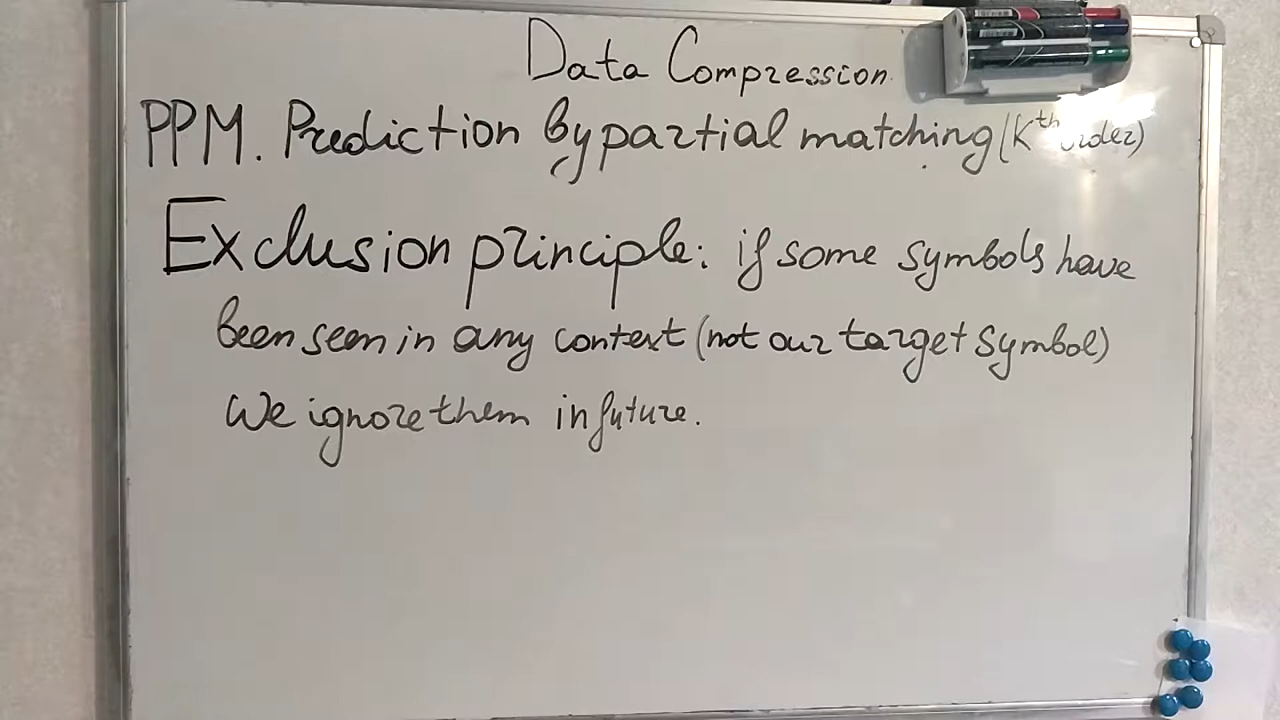 Data Compression
PPM. Prediction by partial matching (Kth order)
Exclusion principle: if some symbols have
been seen in any context (not our target symbol)
We ignore them in future.